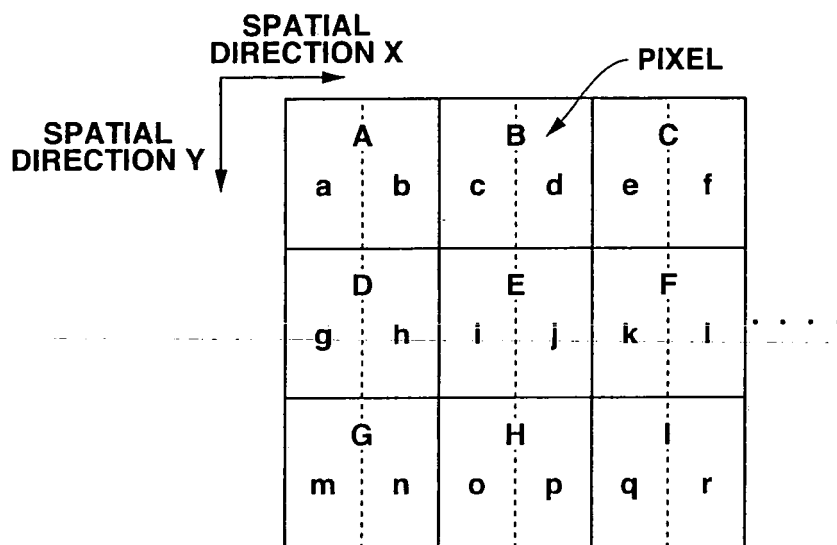 SPATIAL
DIRECTION X
PIXEL
SPATIAL
DIRECTION Y
A B C
a b c d e f
D E F
g h i j k l
G H I
m n o p q r